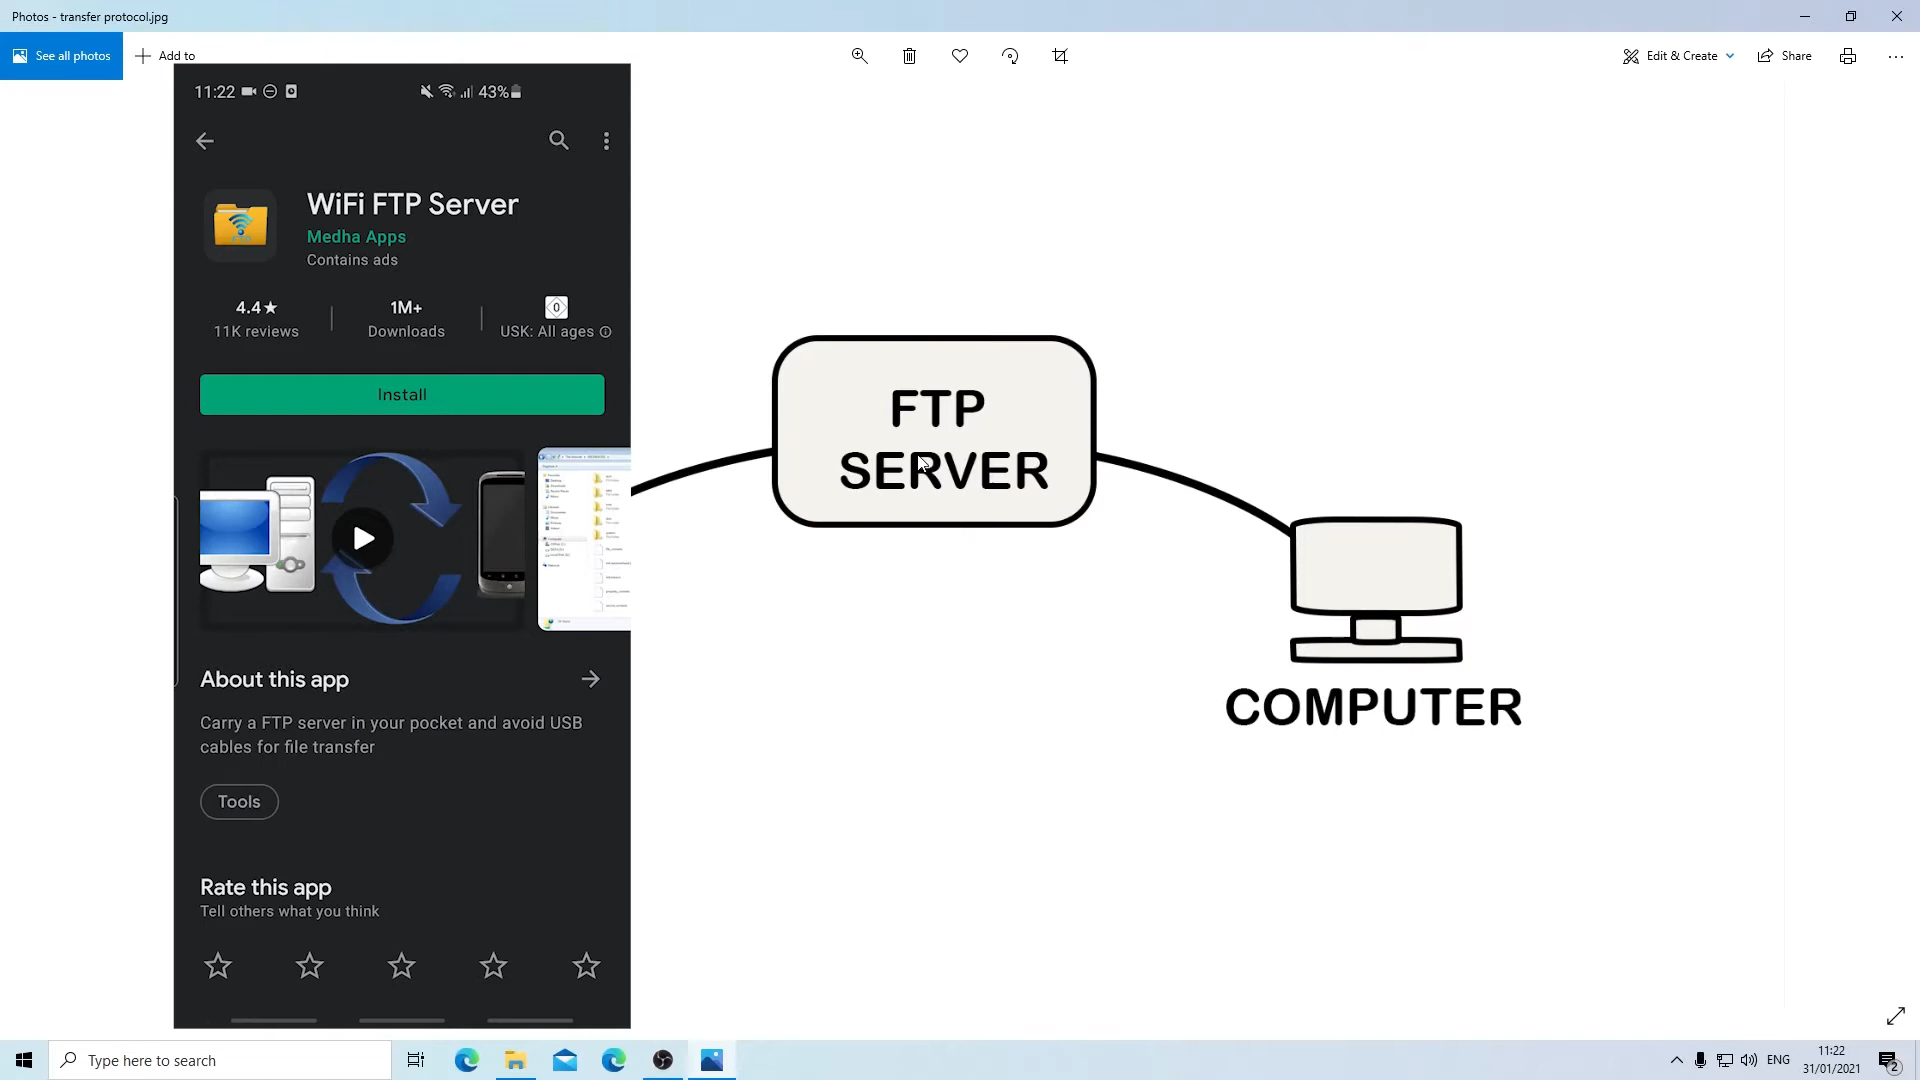 Photos - transfer protocol.jpg
See all photos
Add to
Edit & Create
Share
11:22
43%
WiFi FTP Server
Medha Apps
Contains ads
4.4★
1M+
0
11K reviews
Downloads
USK: All ages
Install
About this app
Carry a FTP server in your pocket and avoid USB
cables for file transfer
Tools
Rate this app
Tell others what you think
FTP
SERVER
COMPUTER
Type here to search
ENG
11:22
31/01/2021
2